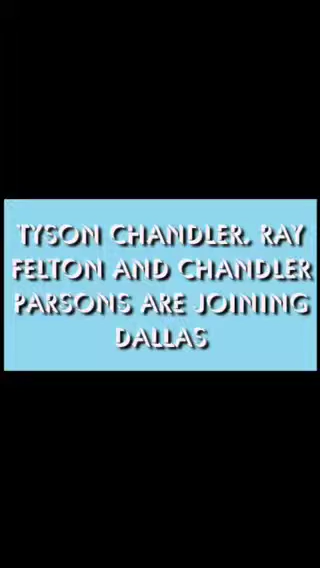 TYSON CHANDLER. RAY
FELTON AND CHANDLER
PARSONS ARE JOINING
DALLAS